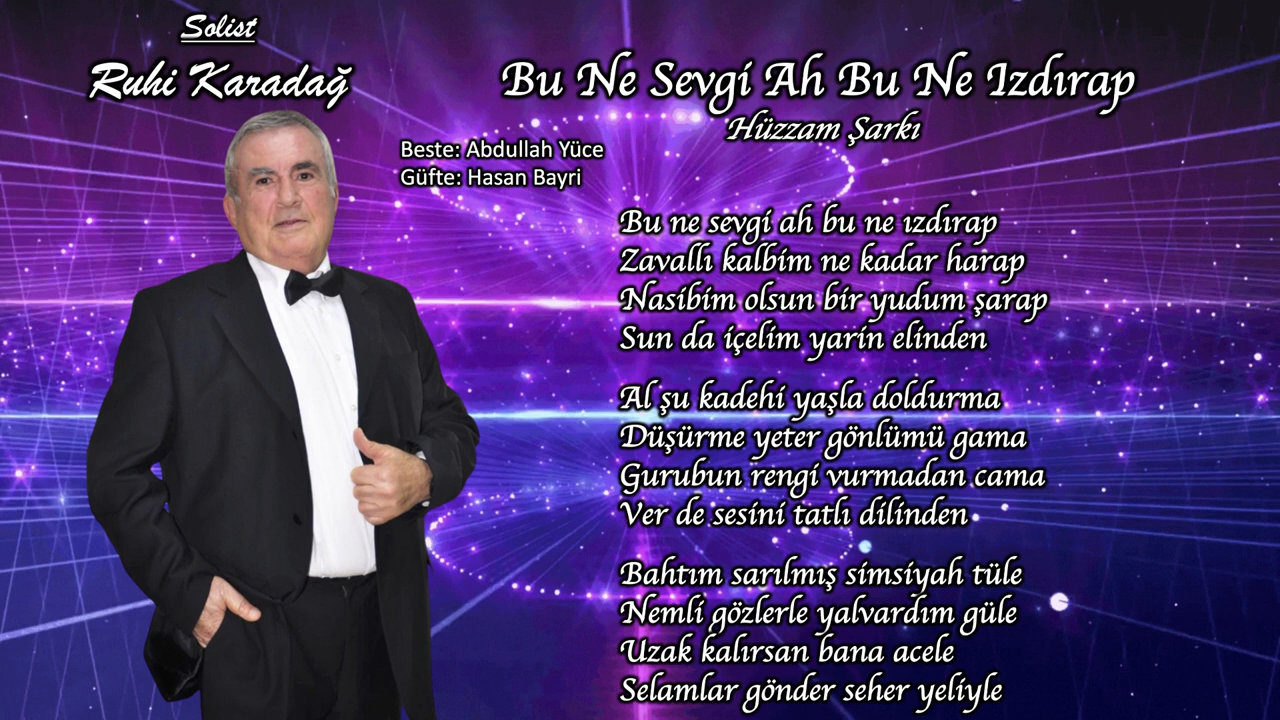 Solist
Ruhi Karadağ
Bu Ne Sevgi Ah Bu Ne Izdırap
Hüzzam Şarkı
Beste: Abdullah Yüce
Güfte: Hasan Bayri
Bu ne sevgi ah bu ne ızdırap
Zavallı kalbim ne kadar harap
Nasibim olsun bir yudum şarap
Sun da içelim yarin elinden
Al şu kadehi yaşla doldurma
Düşürme yeter gönlümü gama
Gurubun rengi vurmadan cama
Ver de sesini tatlı dilinden
Bahtım sarılmış simsiyah tüle
Nemli gözlerle yalvardım güle
Uzak kalırsan bana acele
Selamlar gönder seher yeliyle